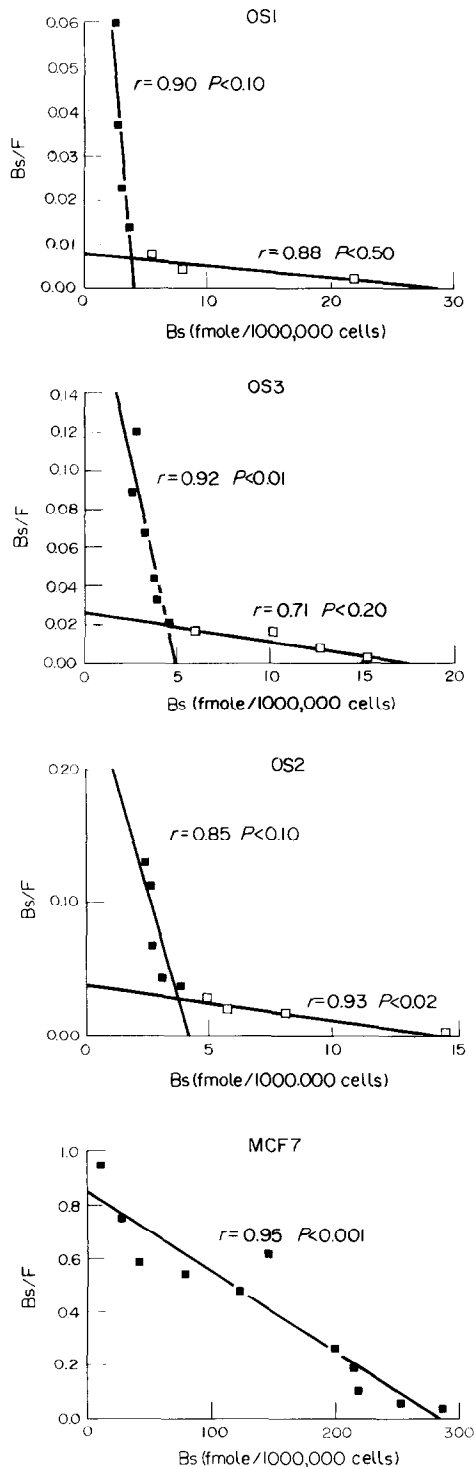 OS1
0.06
0.05
0.04
0.03
0.02
0.01
0.00
Bs/F
r=0.90 P<0.10
r=0.88 P<0.50
0 10 20 30
Bs (fmole/1000,000 cells)
OS3
0.14
0.12
0.10
0.08
0.06
0.04
0.02
0.00
Bs/F
r=0.92 P<0.01
r=0.71 P<0.20
0 5 10 15 20
Bs (fmole/1000,000 cells)
OS2
0.20
0.10
0.00
Bs/F
r=0.85 P<0.10
r=0.93 P<0.02
0 5 10 15
Bs (fmole/1000.000 cells)
MCF7
1.0
0.8
0.6
0.4
0.2
0.0
Bs/F
r=0.95 P<0.001
0 100 200 300
Bs (fmole/1000,000 cells)